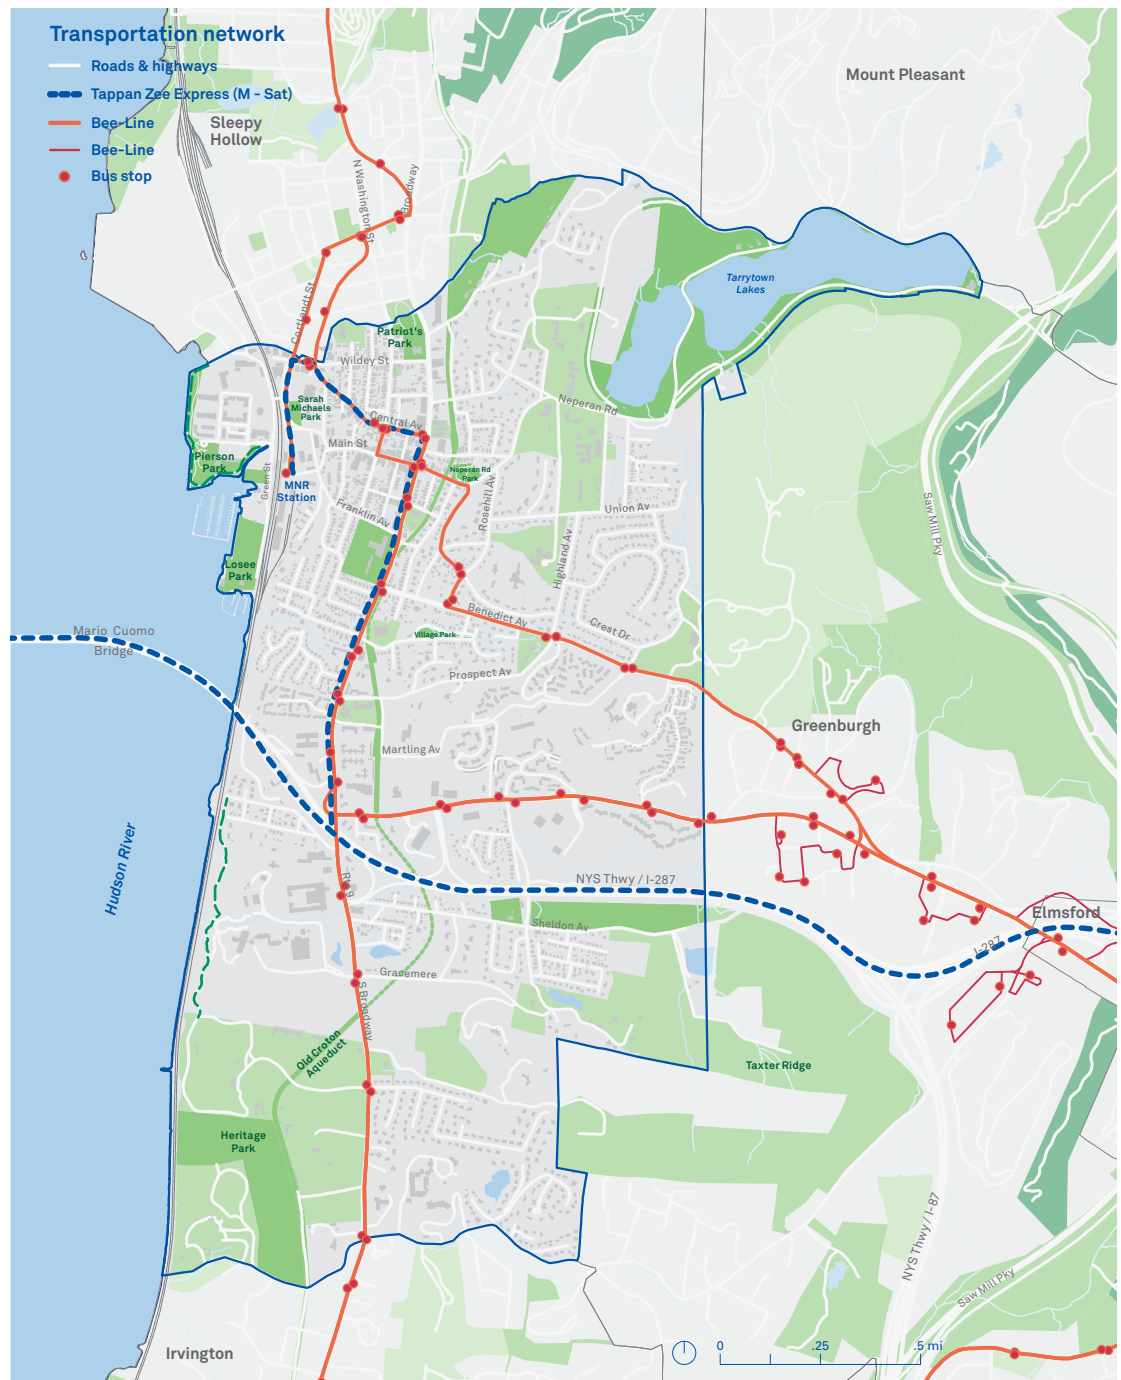 Transportation network
Roads & highways
Tappan Zee Express (M - Sat)
Bee-Line
Bee-Line
Bus stop
Mount Pleasant
Sleepy
Hollow
N Washington St
Broadway
Tarrytown
Lakes
Cortlandt St
Patriot's
Park
Wildey St
Sarah
Michaels
Park
Neperan Rd
Central Av
Main St
Pierson
Park
Green St
MNR
Station
Neperan Rd
Park
Rosehill Av
Franklin Av
Union Av
Saw Mill Pky
Highland Av
Losee
Park
Benedict Av
Crest Dr
Mario Cuomo
Bridge
Village Park
Prospect Av
Greenburgh
Martling Av
Hudson River
NYS Thwy / I-287
Rt 9
Sheldon Av
Elmsford
I-287
Gracemere
S Broadway
Old Croton
Aqueduct
Taxter Ridge
Heritage
Park
NYS Thwy / I-87
Saw Mill Pky
Irvington
0
.25
.5 mi